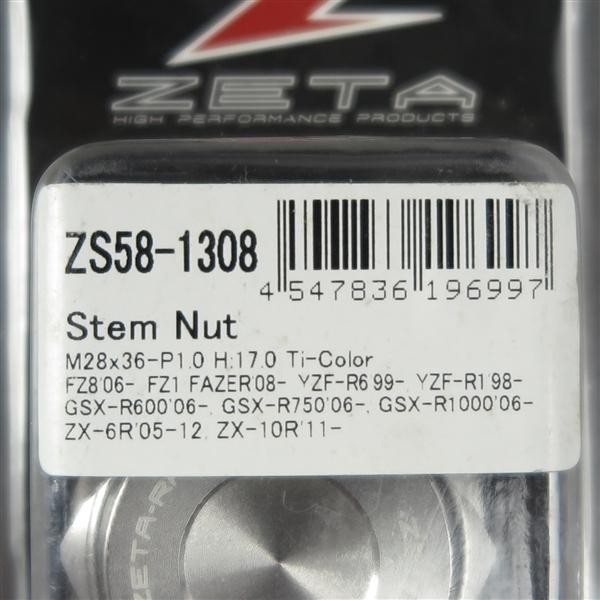 ZETA
HIGH PERFORMANCE PRODUCTS
ZS58-1308
4 547836 196997
Stem Nut
M28x36-P1.0 H:17.0 Ti-Color
FZ8'06-, FZ1 FAZER'08-, YZF-R6 99-, YZF-R1'98-
GSX-R600'06-, GSX-R750'06-, GSX-R1000'06-
ZX-6R'05-12, ZX-10R'11-
ZETA-RA